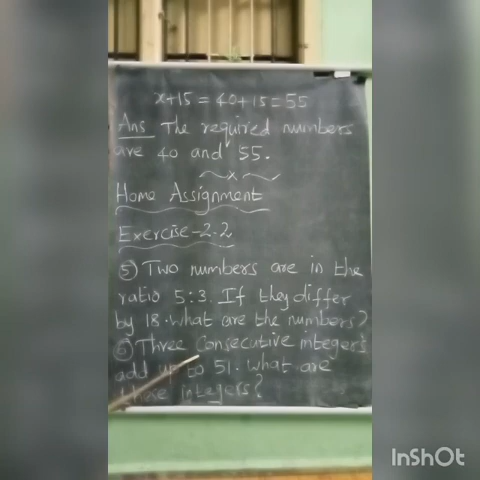 x+15 = 40+15 = 55
Ans The required numbers
are 40 and 55.
x
Home Assignment
Exercise-2.2
5) Two numbers are in the
ratio 5:3. If they differ
by 18. what are the numbers?
6) Three Consecutive integers
add up to 51. what are
these integers?
InShOt